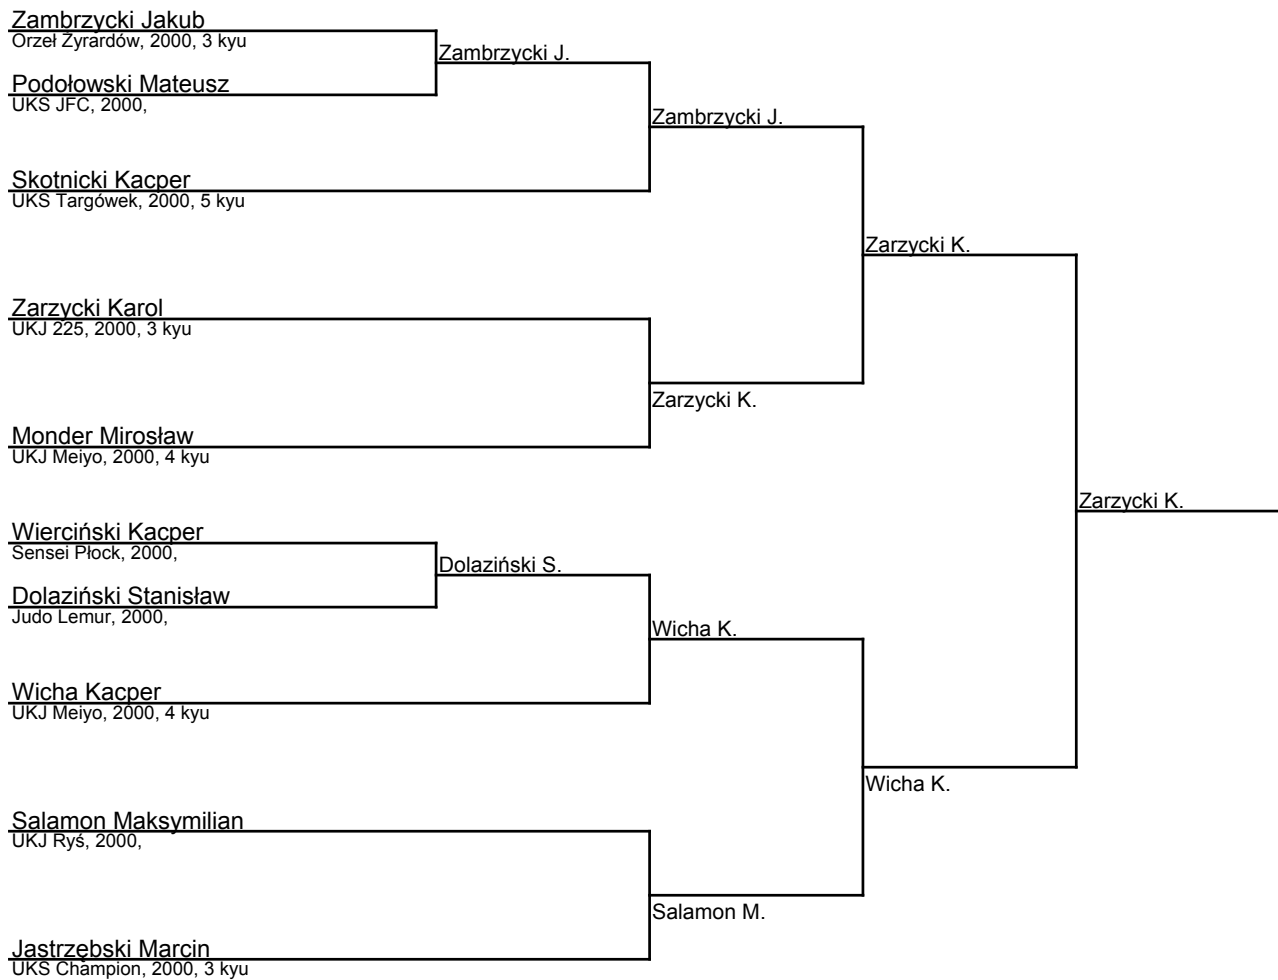 Zambrzycki Jakub
Orzeł Żyrardów, 2000, 3 kyu
Zambrzycki J.
Podołowski Mateusz
UKS JFC, 2000,
Zambrzycki J.
Skotnicki Kacper
UKS Targówek, 2000, 5 kyu
Zarzycki K.
Zarzycki Karol
UKJ 225, 2000, 3 kyu
Zarzycki K.
Monder Mirosław
UKJ Meiyo, 2000, 4 kyu
Zarzycki K.
Wierciński Kacper
Sensei Płock, 2000,
Dolaziński S.
Dolaziński Stanisław
Judo Lemur, 2000,
Wicha K.
Wicha Kacper
UKJ Meiyo, 2000, 4 kyu
Wicha K.
Salamon Maksymilian
UKJ Ryś, 2000,
Salamon M.
Jastrzębski Marcin
UKS Champion, 2000, 3 kyu